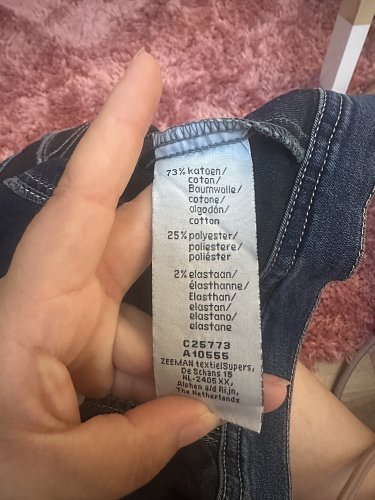 73% katoen/
coton/
Baumwolle/
cotone/
algodón/
cotton
25% polyester/
poliestere/
poliéster
2% elastaan/
élasthanne/
Elasthan/
elastan/
elastano/
elastane
C25773
A10555
ZEEMAN textielSupers,
De Schans 15
NL-2405 XX,
Alphen a/d Rijn,
The Netherlands